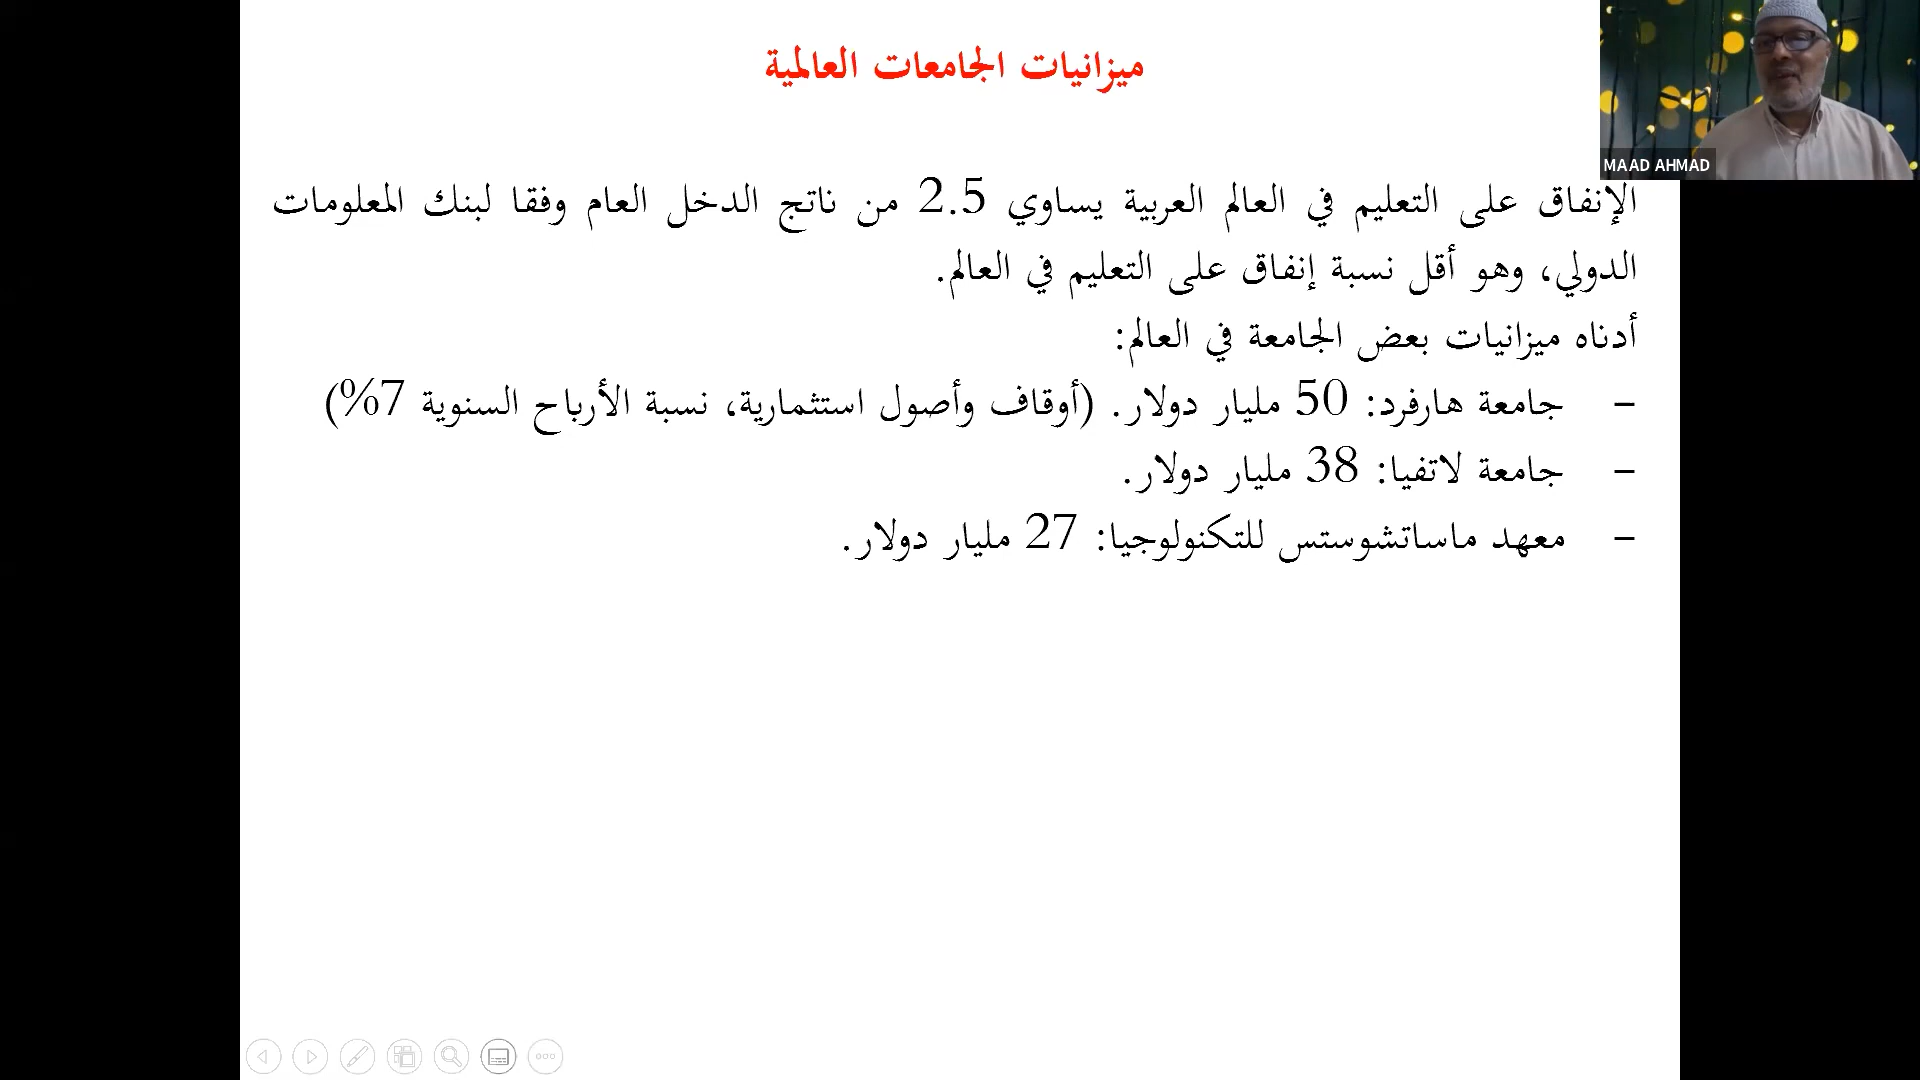 ميزانيات الجامعات العالمية
MAAD AHMAD
الإنفاق على التعليم في العالم العربية يساوي 2.5 من ناتج الدخل العام وفقا لبنك المعلومات
الدولي، وهو أقل نسبة إنفاق على التعليم في العالم.
أدناه ميزانيات بعض الجامعة في العالم:
– جامعة هارفرد: 50 مليار دولار. (أوقاف وأصول استثمارية، نسبة الأرباح السنوية 7%)
– جامعة لاتفيا: 38 مليار دولار.
– معهد ماساتشوستس للتكنولوجيا: 27 مليار دولار.